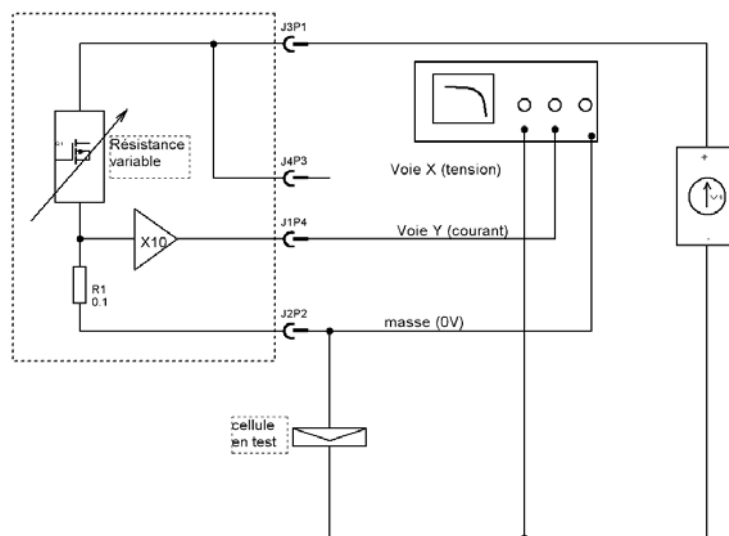 J3P1
Résistance
variable
J4P3
Voie X (tension)
J1P4
X10
Voie Y (courant)
R1
0.1
J2P2
masse (0V)
cellule
en test
+
-